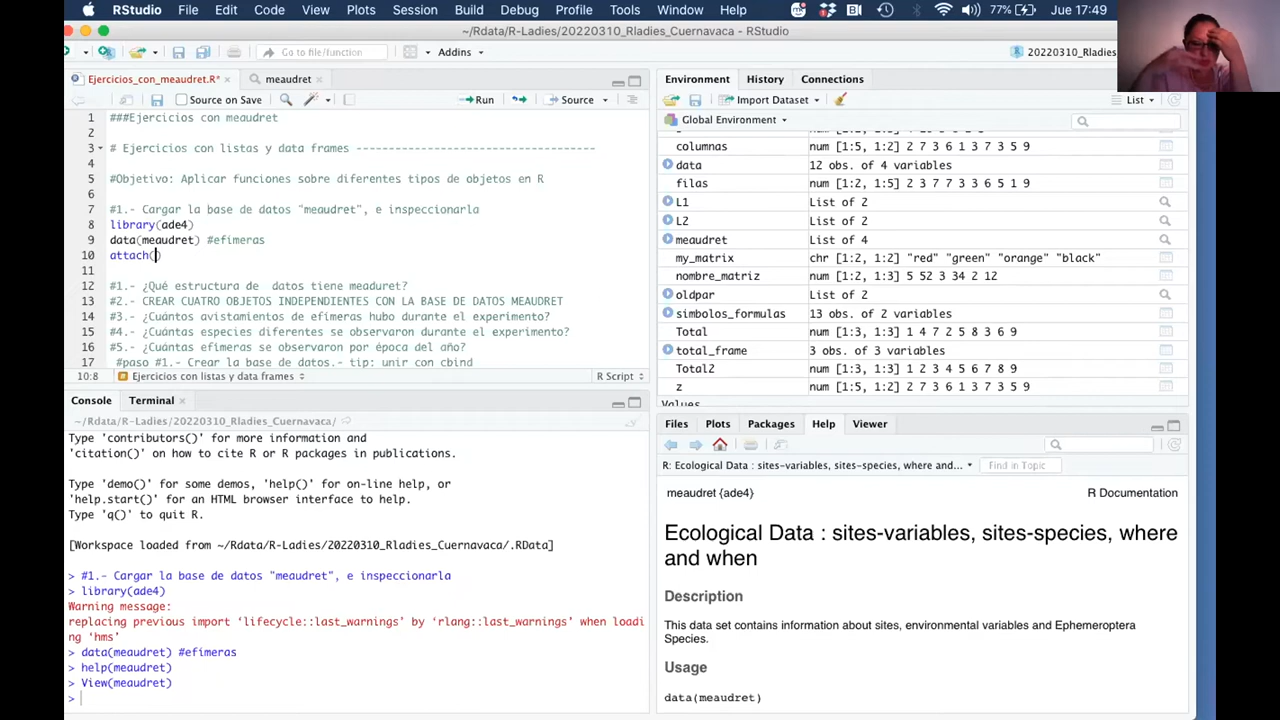 RStudio File Edit Code View Plots Session Build Debug Profile Tools Window Help 77% Jue 17:49
~/Rdata/R-Ladies/20220310_Rladies_Cuernavaca - RStudio
Go to file/function Addins 20220310_Rladies
Ejercicios_con_meaudret.R* meaudret
Source on Save Run Source
1 ###Ejercicios con meaudret
2
3 # Ejercicios con listas y data frames -----------------------------------
4
5 #Objetivo: Aplicar funciones sobre diferentes tipos de objetos en R
6
7 #1.- Cargar la base de datos "meaudret", e inspeccionarla
8 library(ade4)
9 data(meaudret) #efimeras
10 attach()
11
12 #1.- ¿Qué estructura de datos tiene meaduret?
13 #2.- CREAR CUATRO OBJETOS INDEPENDIENTES CON LA BASE DE DATOS MEAUDRET
14 #3.- ¿Cuántos avistamientos de efímeras hubo durante el experimento?
15 #4.- ¿Cuántas especies diferentes se observaron durante el experimento?
16 #5.- ¿Cuántas efímeras se observaron por época del año?
17 #paso #1.- Crear la base de datos.- tip: unir con cbind
10:8 Ejercicios con listas y data frames R Script
Console Terminal
~/Rdata/R-Ladies/20220310_Rladies_Cuernavaca/
Type 'contributors()' for more information and
'citation()' on how to cite R or R packages in publications.
Type 'demo()' for some demos, 'help()' for on-line help, or
'help.start()' for an HTML browser interface to help.
Type 'q()' to quit R.
[Workspace loaded from ~/Rdata/R-Ladies/20220310_Rladies_Cuernavaca/.RData]
> #1.- Cargar la base de datos "meaudret", e inspeccionarla
> library(ade4)
Warning message:
replacing previous import ‘lifecycle::last_warnings’ by ‘rlang::last_warnings’ when loadi
ng ‘hms’
> data(meaudret) #efimeras
> help(meaudret)
> View(meaudret)
>
Environment History Connections
Import Dataset List
Global Environment
columnas num [1:5, 1:2] 2 7 3 6 1 3 7 3 5 9
data 12 obs. of 4 variables
filas num [1:2, 1:5] 2 3 7 7 3 3 6 5 1 9
L1 List of 2
L2 List of 2
meaudret List of 4
my_matrix chr [1:2, 1:2] "red" "green" "orange" "black"
nombre_matriz num [1:2, 1:3] 5 52 3 34 2 12
oldpar List of 2
simbolos_formulas 13 obs. of 2 variables
Total num [1:3, 1:3] 1 4 7 2 5 8 3 6 9
total_frame 3 obs. of 3 variables
Total2 num [1:3, 1:3] 1 2 3 4 5 6 7 8 9
z num [1:5, 1:2] 2 7 3 6 1 3 7 3 5 9
Values
Files Plots Packages Help Viewer
R: Ecological Data : sites-variables, sites-species, where and... Find in Topic
meaudret {ade4} R Documentation
Ecological Data : sites-variables, sites-species, where
and when
Description
This data set contains information about sites, environmental variables and Ephemeroptera
Species.
Usage
data(meaudret)